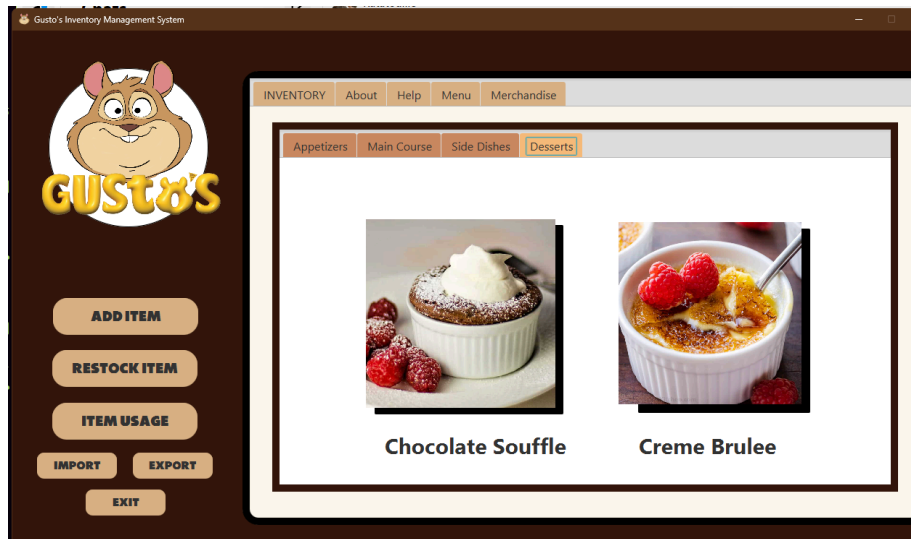 Gusto's Inventory Management System
GUSTO'S
INVENTORY About Help Menu Merchandise
Appetizers Main Course Side Dishes Desserts
ADD ITEM
RESTOCK ITEM
ITEM USAGE
IMPORT EXPORT
EXIT
Chocolate Souffle Creme Brulee